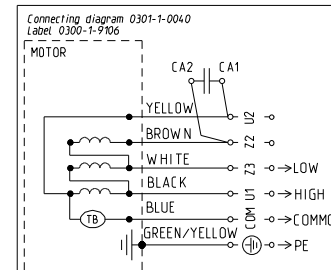 Connecting diagram 0301-1-0040
Label 0300-1-9106
MOTOR
CA2 CA1
YELLOW U2
BROWN Z2
WHITE Z3 LOW
BLACK U1 HIGH
BLUE COM COMMO
TB
GREEN/YELLOW PE